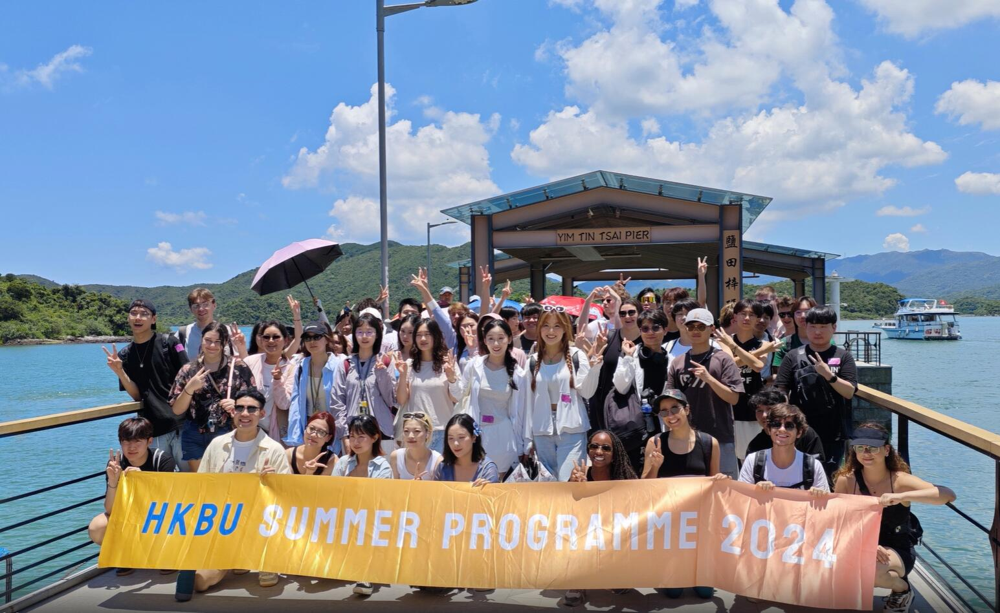 YIM TIN TSAI PIER
鹽田梓
HKBU SUMMER PROGRAMME 2024